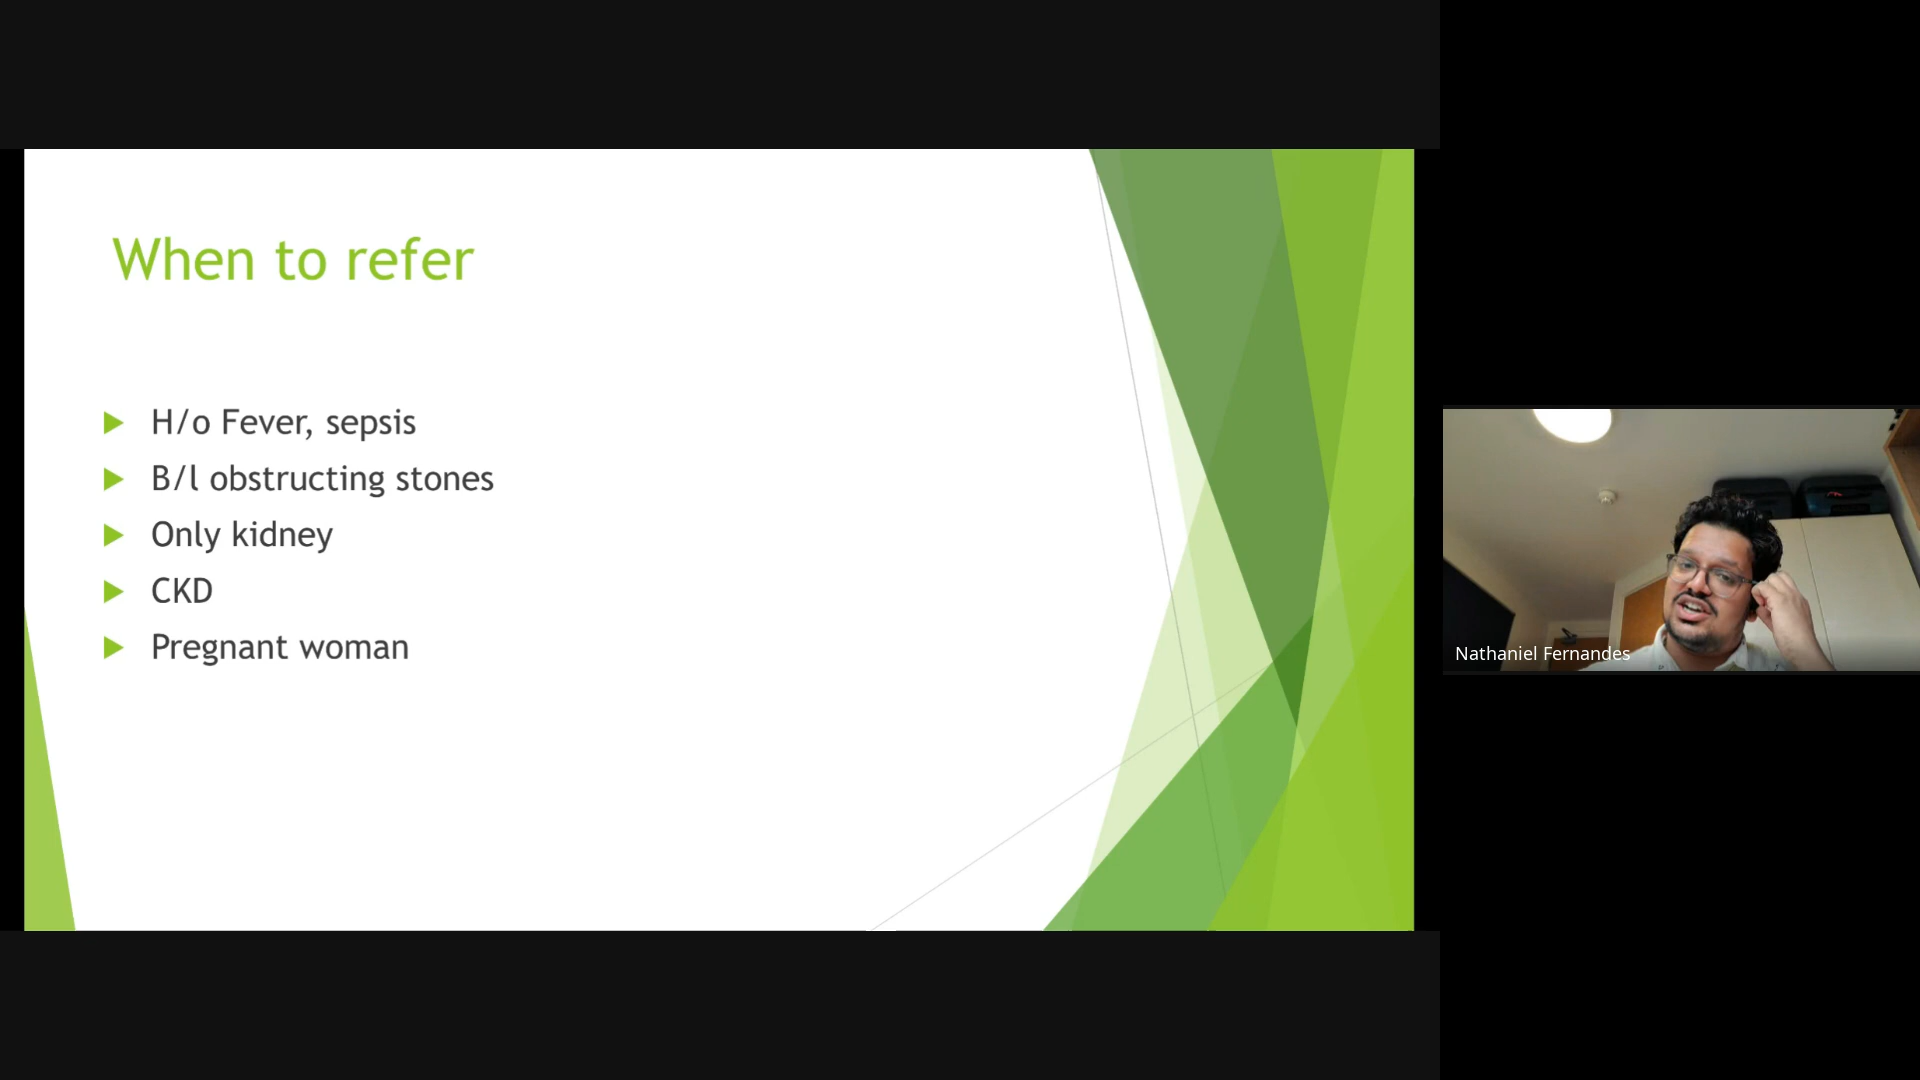 When to refer
H/o Fever, sepsis
B/l obstructing stones
Only kidney
CKD
Pregnant woman
Nathaniel Fernandes